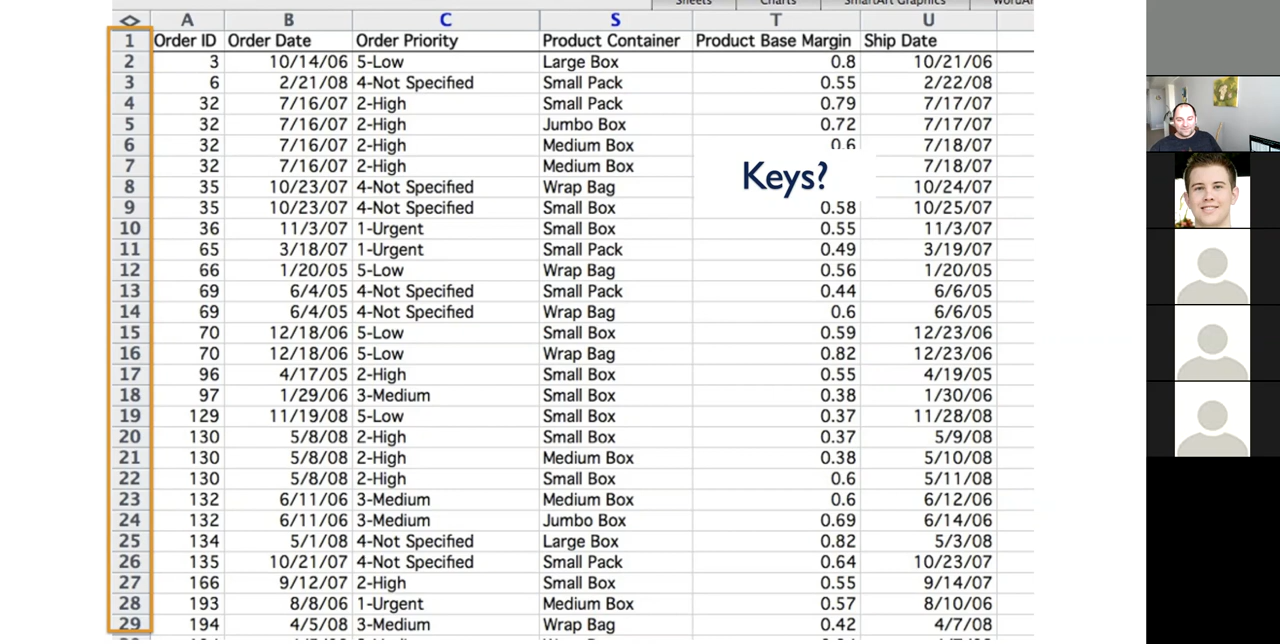 Sheets Charts SmartArt Graphics
A B C S T U
1 Order ID Order Date Order Priority Product Container Product Base Margin Ship Date
2 3 10/14/06 5-Low Large Box 0.8 10/21/06
3 6 2/21/08 4-Not Specified Small Pack 0.55 2/22/08
4 32 7/16/07 2-High Small Pack 0.79 7/17/07
5 32 7/16/07 2-High Jumbo Box 0.72 7/17/07
6 32 7/16/07 2-High Medium Box 0.6 7/18/07
7 32 7/16/07 2-High Medium Box 7/18/07
Keys?
8 35 10/23/07 4-Not Specified Wrap Bag 10/24/07
9 35 10/23/07 4-Not Specified Small Box 0.58 10/25/07
10 36 11/3/07 1-Urgent Small Box 0.55 11/3/07
11 65 3/18/07 1-Urgent Small Pack 0.49 3/19/07
12 66 1/20/05 5-Low Wrap Bag 0.56 1/20/05
13 69 6/4/05 4-Not Specified Small Pack 0.44 6/6/05
14 69 6/4/05 4-Not Specified Wrap Bag 0.6 6/6/05
15 70 12/18/06 5-Low Small Box 0.59 12/23/06
16 70 12/18/06 5-Low Wrap Bag 0.82 12/23/06
17 96 4/17/05 2-High Small Box 0.55 4/19/05
18 97 1/29/06 3-Medium Small Box 0.38 1/30/06
19 129 11/19/08 5-Low Small Box 0.37 11/28/08
20 130 5/8/08 2-High Small Box 0.37 5/9/08
21 130 5/8/08 2-High Medium Box 0.38 5/10/08
22 130 5/8/08 2-High Small Box 0.6 5/11/08
23 132 6/11/06 3-Medium Medium Box 0.6 6/12/06
24 132 6/11/06 3-Medium Jumbo Box 0.69 6/14/06
25 134 5/1/08 4-Not Specified Large Box 0.82 5/3/08
26 135 10/21/07 4-Not Specified Small Pack 0.64 10/23/07
27 166 9/12/07 2-High Small Box 0.55 9/14/07
28 193 8/8/06 1-Urgent Medium Box 0.57 8/10/06
29 194 4/5/08 3-Medium Wrap Bag 0.42 4/7/08